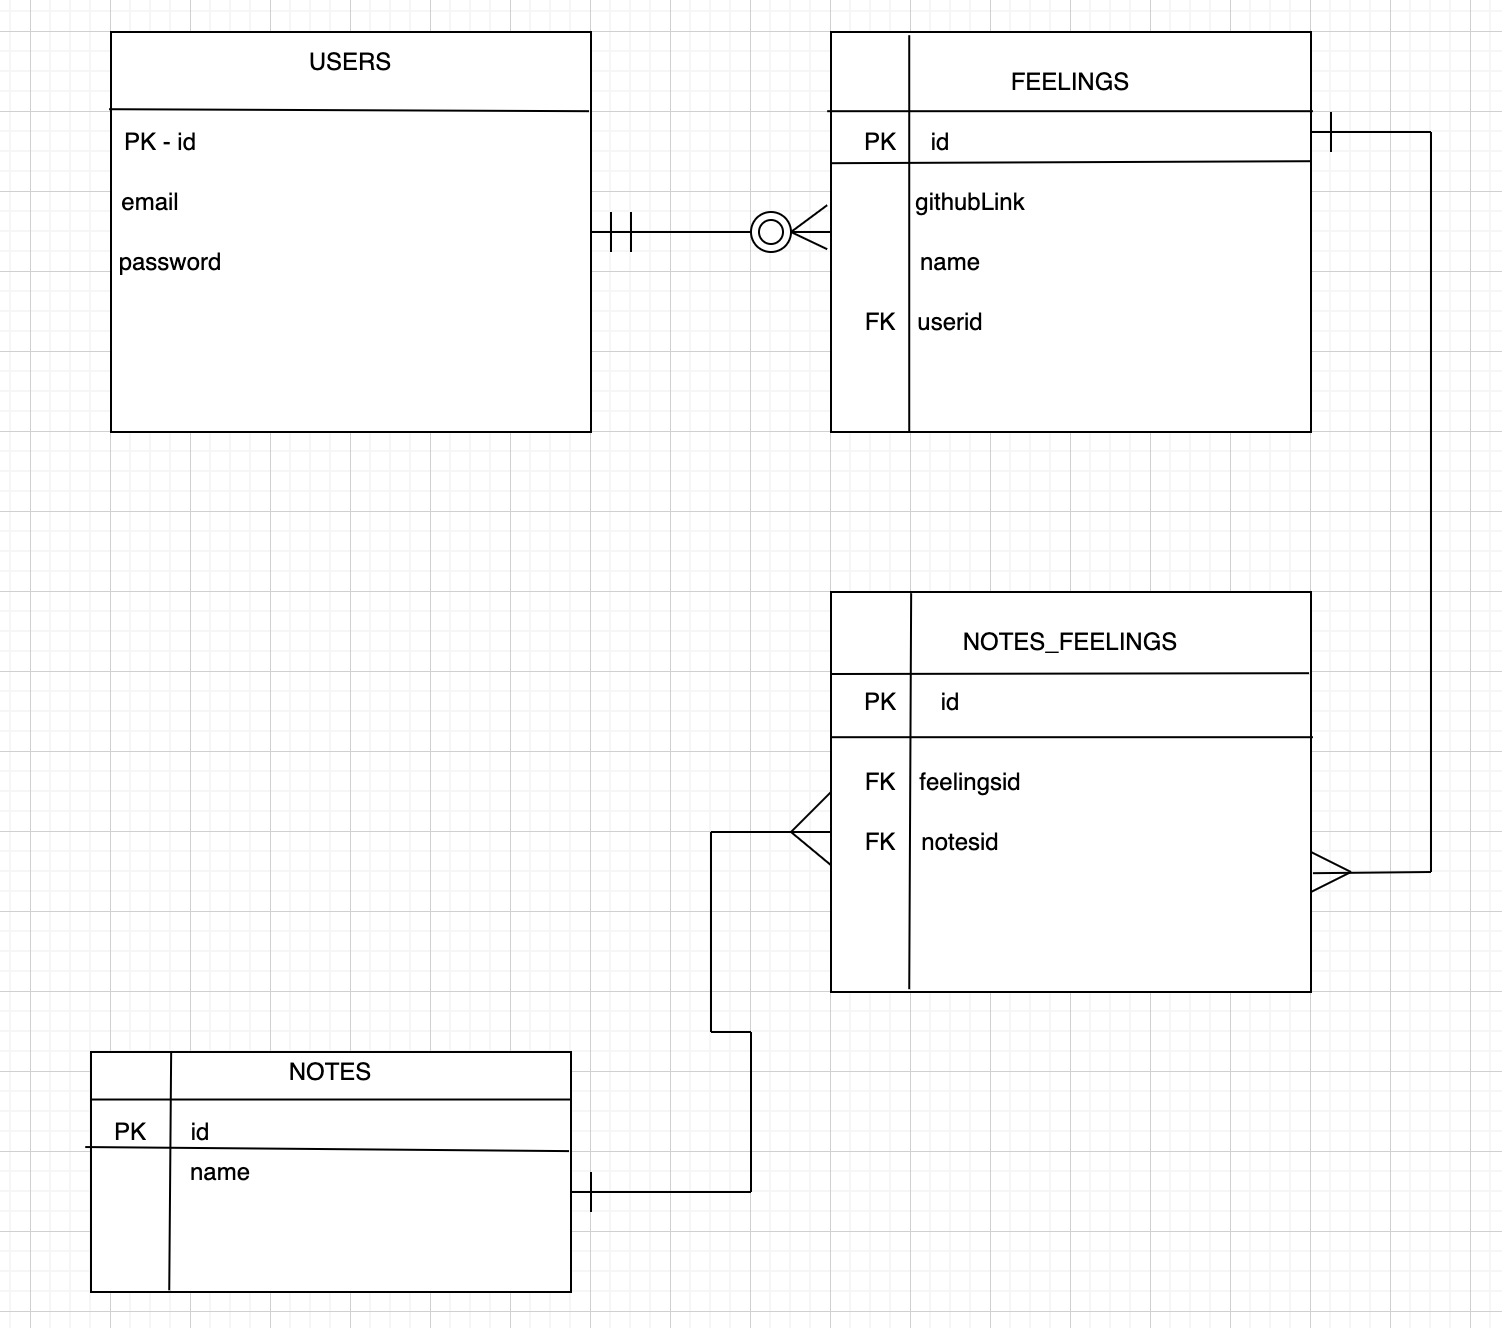 USERS
PK - id
email
password
FEELINGS
PK id
githubLink
name
FK userid
NOTES_FEELINGS
PK id
FK feelingsid
FK notesid
NOTES
PK id
name